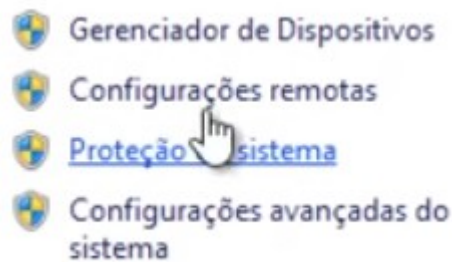 Gerenciador de Dispositivos
Configurações remotas
Proteção sistema
Configurações avançadas do
sistema